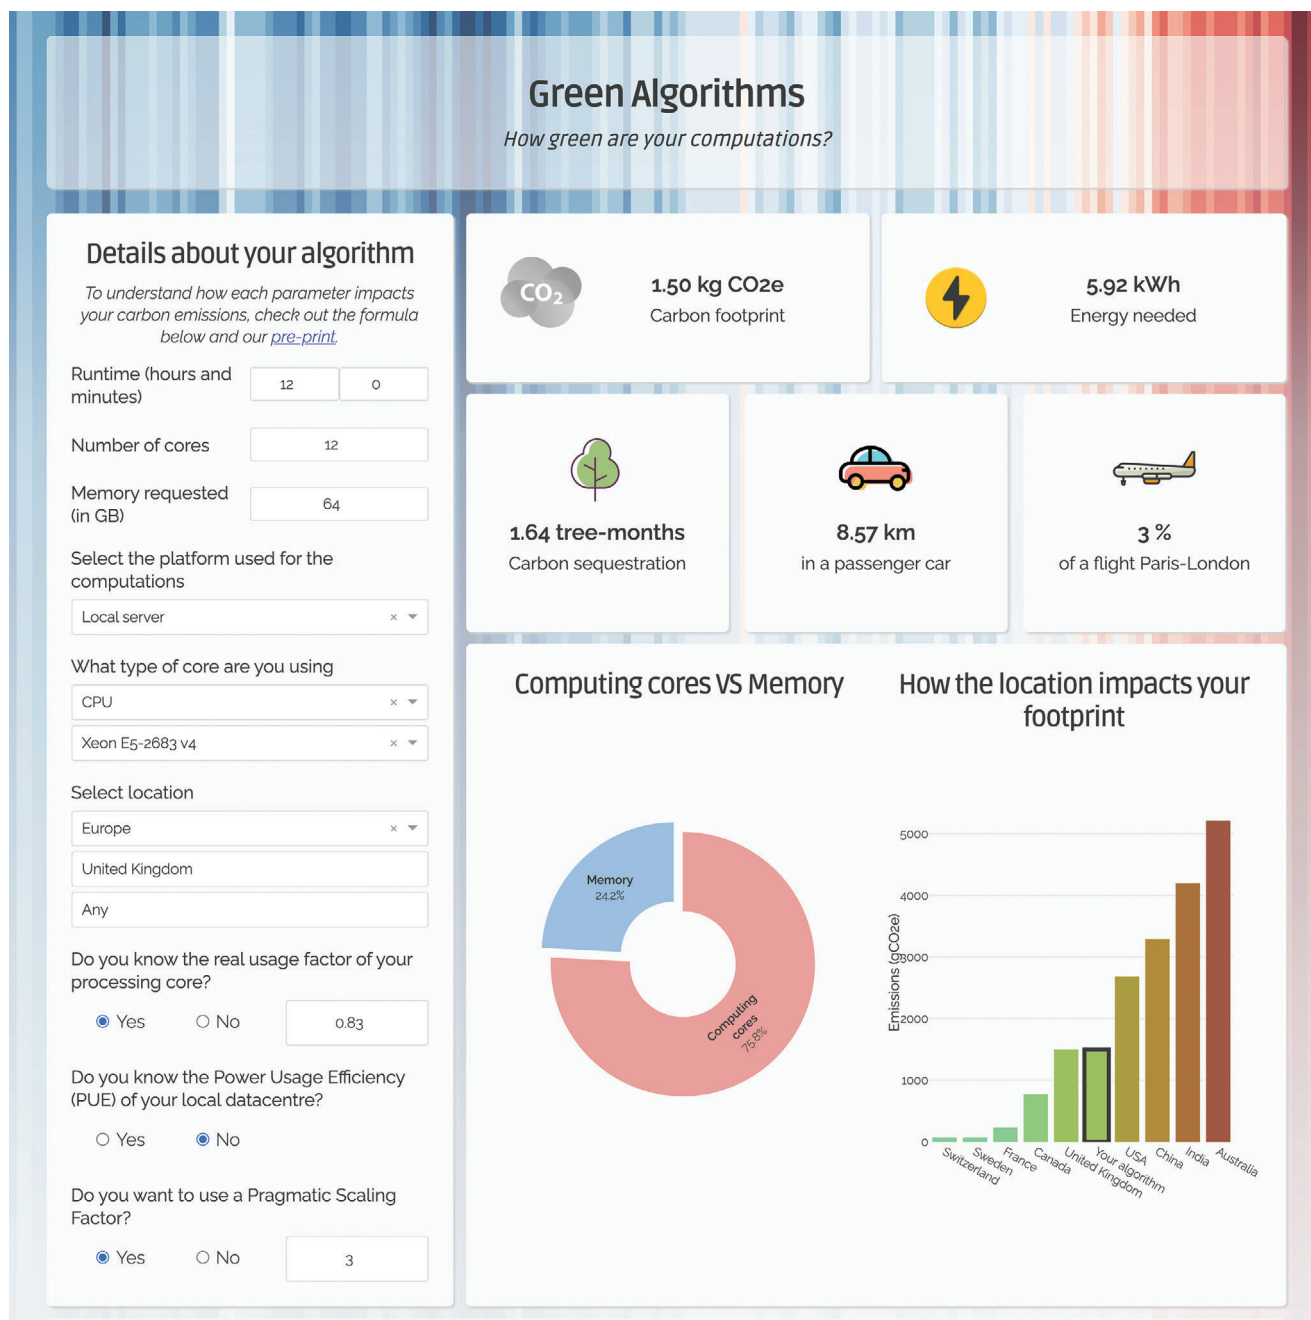 Green Algorithms
How green are your computations?
Details about your algorithm
To understand how each parameter impacts
your carbon emissions, check out the formula
below and our pre-print.
Runtime (hours and
minutes)
12
0
Number of cores
12
Memory requested
(in GB)
64
Select the platform used for the
computations
Local server
What type of core are you using
CPU
Xeon E5-2683 v4
Select location
Europe
United Kingdom
Any
Do you know the real usage factor of your
processing core?
Yes
No
0.83
Do you know the Power Usage Efficiency
(PUE) of your local datacentre?
Yes
No
Do you want to use a Pragmatic Scaling
Factor?
Yes
No
3
CO2
1.50 kg CO2e
Carbon footprint
5.92 kWh
Energy needed
1.64 tree-months
Carbon sequestration
8.57 km
in a passenger car
3 %
of a flight Paris-London
Computing cores VS Memory
Memory
24.2%
Computing
cores
75.8%
How the location impacts your
footprint
Emissions (gCO2e)
5000
4000
3000
2000
1000
0
Switzerland
Sweden
France
Canada
United Kingdom
Your algorithm
USA
China
India
Australia